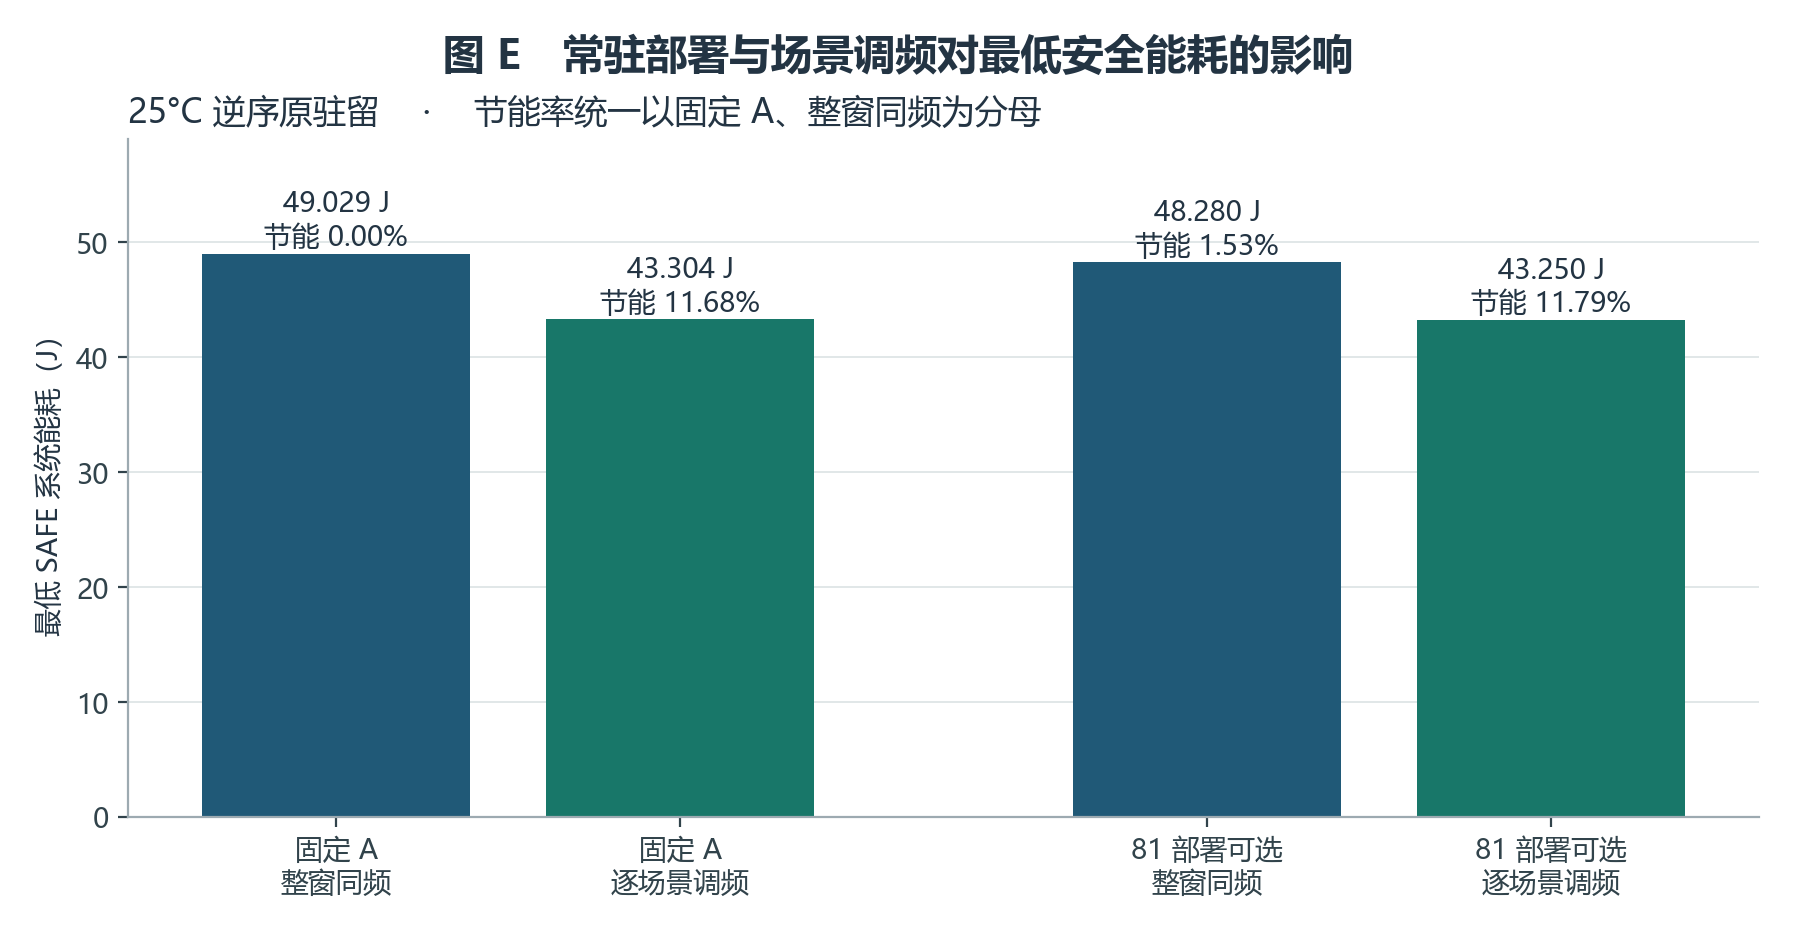 图 E 常驻部署与场景调频对最低安全能耗的影响
25°C 逆序原驻留 · 节能率统一以固定 A、整窗同频为分母
最低 SAFE 系统能耗（J）
50
40
30
20
10
0
49.029 J
节能 0.00%
43.304 J
节能 11.68%
48.280 J
节能 1.53%
43.250 J
节能 11.79%
固定 A
整窗同频
固定 A
逐场景调频
81 部署可选
整窗同频
81 部署可选
逐场景调频